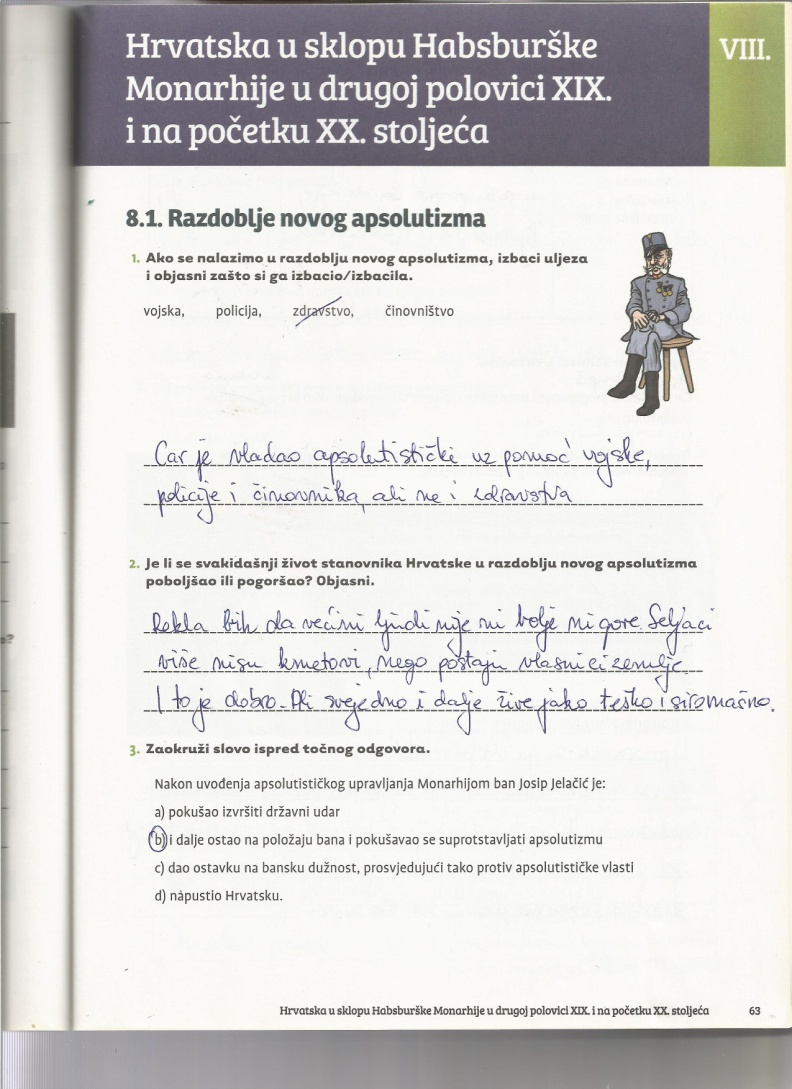 Hrvatska u sklopu Habsburške
Monarhije u drugoj polovici XIX.
i na početku XX. stoljeća
VIII.
8.1. Razdoblje novog apsolutizma
1. Ako se nalazimo u razdoblju novog apsolutizma, izbaci uljeza
i objasni zašto si ga izbacio/izbacila.
vojska, policija, zdravstvo, činovništvo
Car je vladao apsolutistički uz pomoć vojske,
policije i činovnika, ali ne i zdravstva
2. Je li se svakidašnji život stanovnika Hrvatske u razdoblju novog apsolutizma
poboljšao ili pogoršao? Objasni.
Rekla bih da većini ljudi nije ni bolje ni gore. Seljaci
više nisu kmetovi, nego postaju vlasnici zemlje.
I to je dobro. Ali svejedno i dalje žive jako teško i siromašno.
3. Zaokruži slovo ispred točnog odgovora.
Nakon uvođenja apsolutističkog upravljanja Monarhijom ban Josip Jelačić je:
a) pokušao izvršiti državni udar
b) i dalje ostao na položaju bana i pokušavao se suprotstavljati apsolutizmu
c) dao ostavku na bansku dužnost, prosvjedujući tako protiv apsolutističke vlasti
d) napustio Hrvatsku.
Hrvatska u sklopu Habsburške Monarhije u drugoj polovici XIX. i na početku XX. stoljeća 63